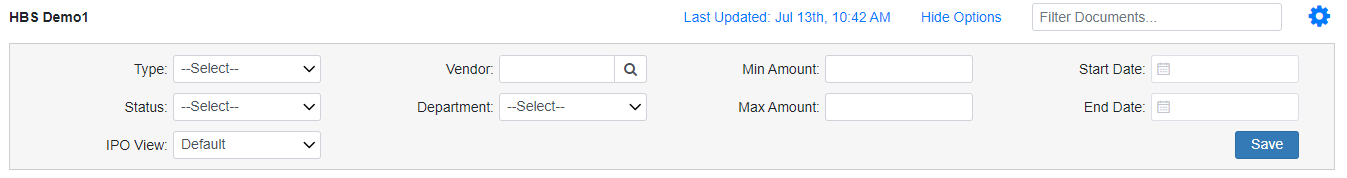 HBS Demo1 Last Updated: Jul 13th, 10:42 AM Hide Options Filter Documents...
Type: --Select-- Vendor: Min Amount: Start Date:
Status: --Select-- Department: --Select-- Max Amount: End Date:
IPO View: Default Save